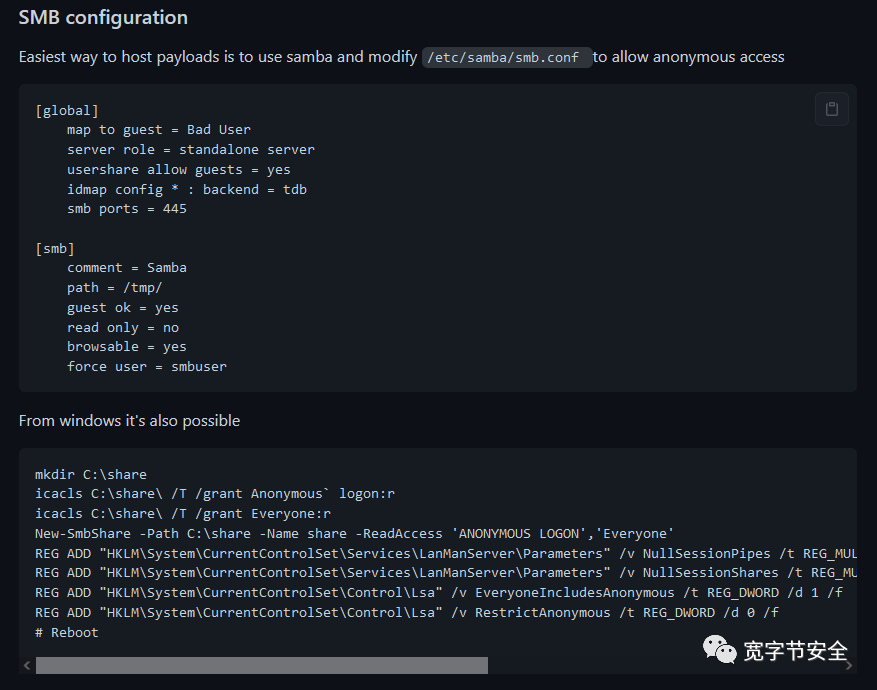 SMB configuration
Easiest way to host payloads is to use samba and modify /etc/samba/smb.conf to allow anonymous access
[global]
    map to guest = Bad User
    server role = standalone server
    usershare allow guests = yes
    idmap config * : backend = tdb
    smb ports = 445
[smb]
    comment = Samba
    path = /tmp/
    guest ok = yes
    read only = no
    browsable = yes
    force user = smbuser
From windows it's also possible
mkdir C:\share
icacls C:\share\ /T /grant Anonymous` logon:r
icacls C:\share\ /T /grant Everyone:r
New-SmbShare -Path C:\share -Name share -ReadAccess 'ANONYMOUS LOGON','Everyone'
REG ADD "HKLM\System\CurrentControlSet\Services\LanManServer\Parameters" /v NullSessionPipes /t REG_MUL
REG ADD "HKLM\System\CurrentControlSet\Services\LanManServer\Parameters" /v NullSessionShares /t REG_MU
REG ADD "HKLM\System\CurrentControlSet\Control\Lsa" /v EveryoneIncludesAnonymous /t REG_DWORD /d 1 /f
REG ADD "HKLM\System\CurrentControlSet\Control\Lsa" /v RestrictAnonymous /t REG_DWORD /d 0 /f
# Reboot
宽字节安全